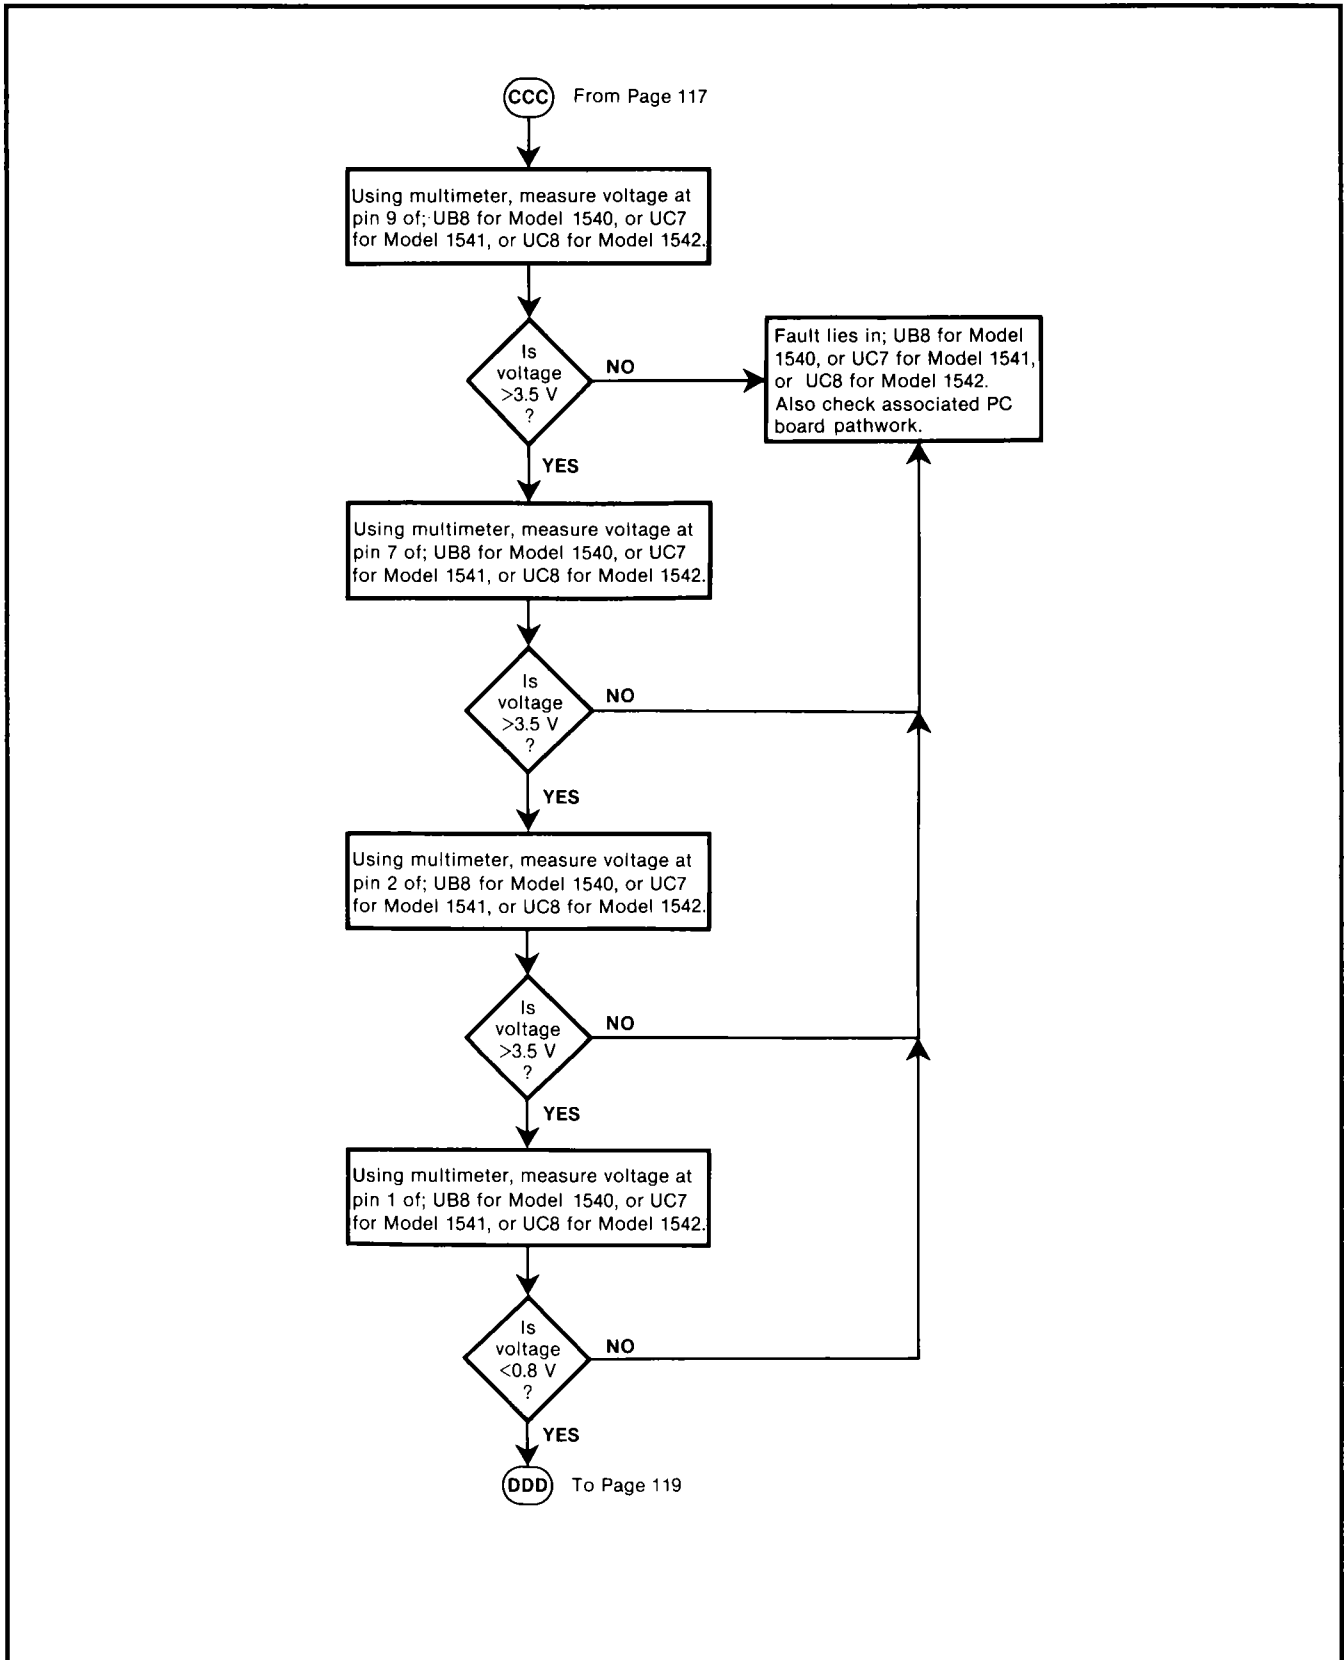 CCC From Page 117
Using multimeter, measure voltage at
pin 9 of; UB8 for Model 1540, or UC7
for Model 1541, or UC8 for Model 1542.
Is
voltage
>3.5 V
?
NO
Fault lies in; UB8 for Model
1540, or UC7 for Model 1541,
or UC8 for Model 1542.
Also check associated PC
board pathwork.
YES
Using multimeter, measure voltage at
pin 7 of; UB8 for Model 1540, or UC7
for Model 1541, or UC8 for Model 1542.
Is
voltage
>3.5 V
?
NO
YES
Using multimeter, measure voltage at
pin 2 of; UB8 for Model 1540, or UC7
for Model 1541, or UC8 for Model 1542.
Is
voltage
>3.5 V
?
NO
YES
Using multimeter, measure voltage at
pin 1 of; UB8 for Model 1540, or UC7
for Model 1541, or UC8 for Model 1542.
Is
voltage
<0.8 V
?
NO
YES
DDD To Page 119